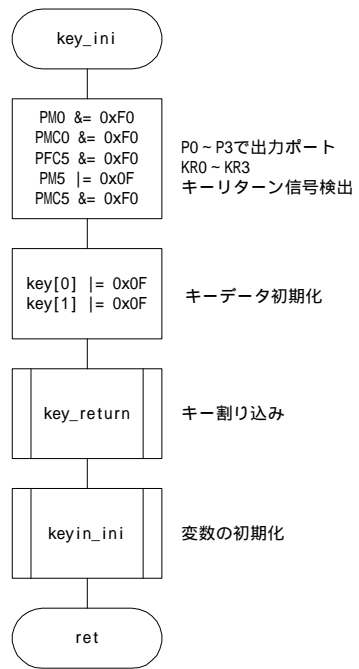 key_ini
PM0 &= 0xF0
PMC0 &= 0xF0
PFC5 &= 0xF0
PM5 |= 0x0F
PMC5 &= 0xF0
P0~P3で出力ポート
KR0~KR3
キーリターン信号検出
key[0] |= 0x0F
key[1] |= 0x0F
キーデータ初期化
key_return
キー割り込み
keyin_ini
変数の初期化
ret